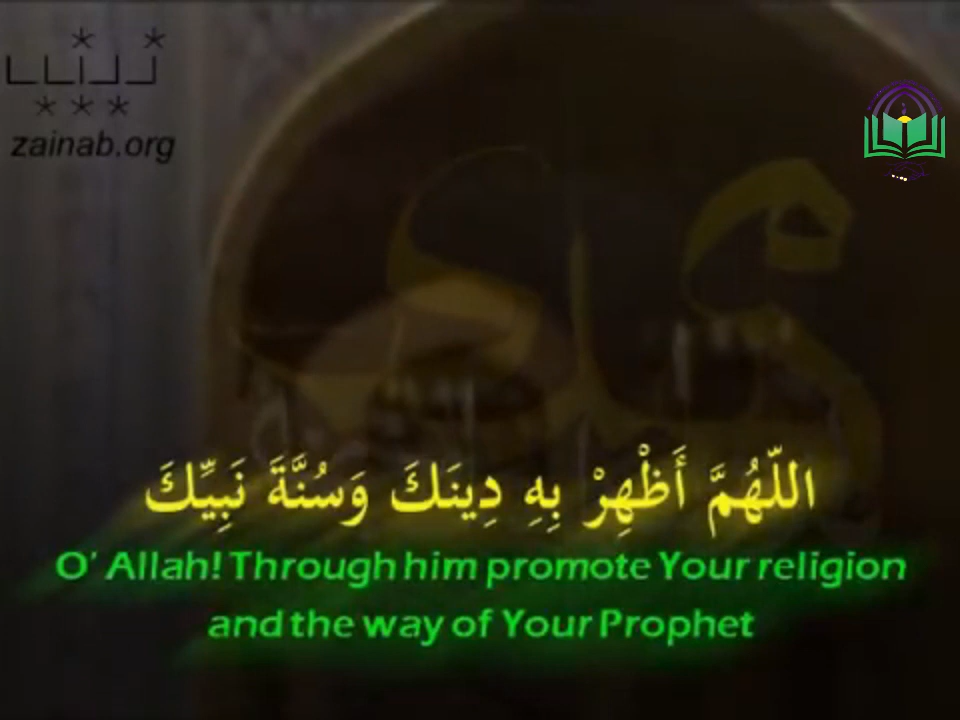 zainab.org
اللّهُمَّ أَظْهِرْ بِهِ دِينَكَ وَسُنَّةَ نَبِيِّكَ
O' Allah! Through him promote Your religion
and the way of Your Prophet